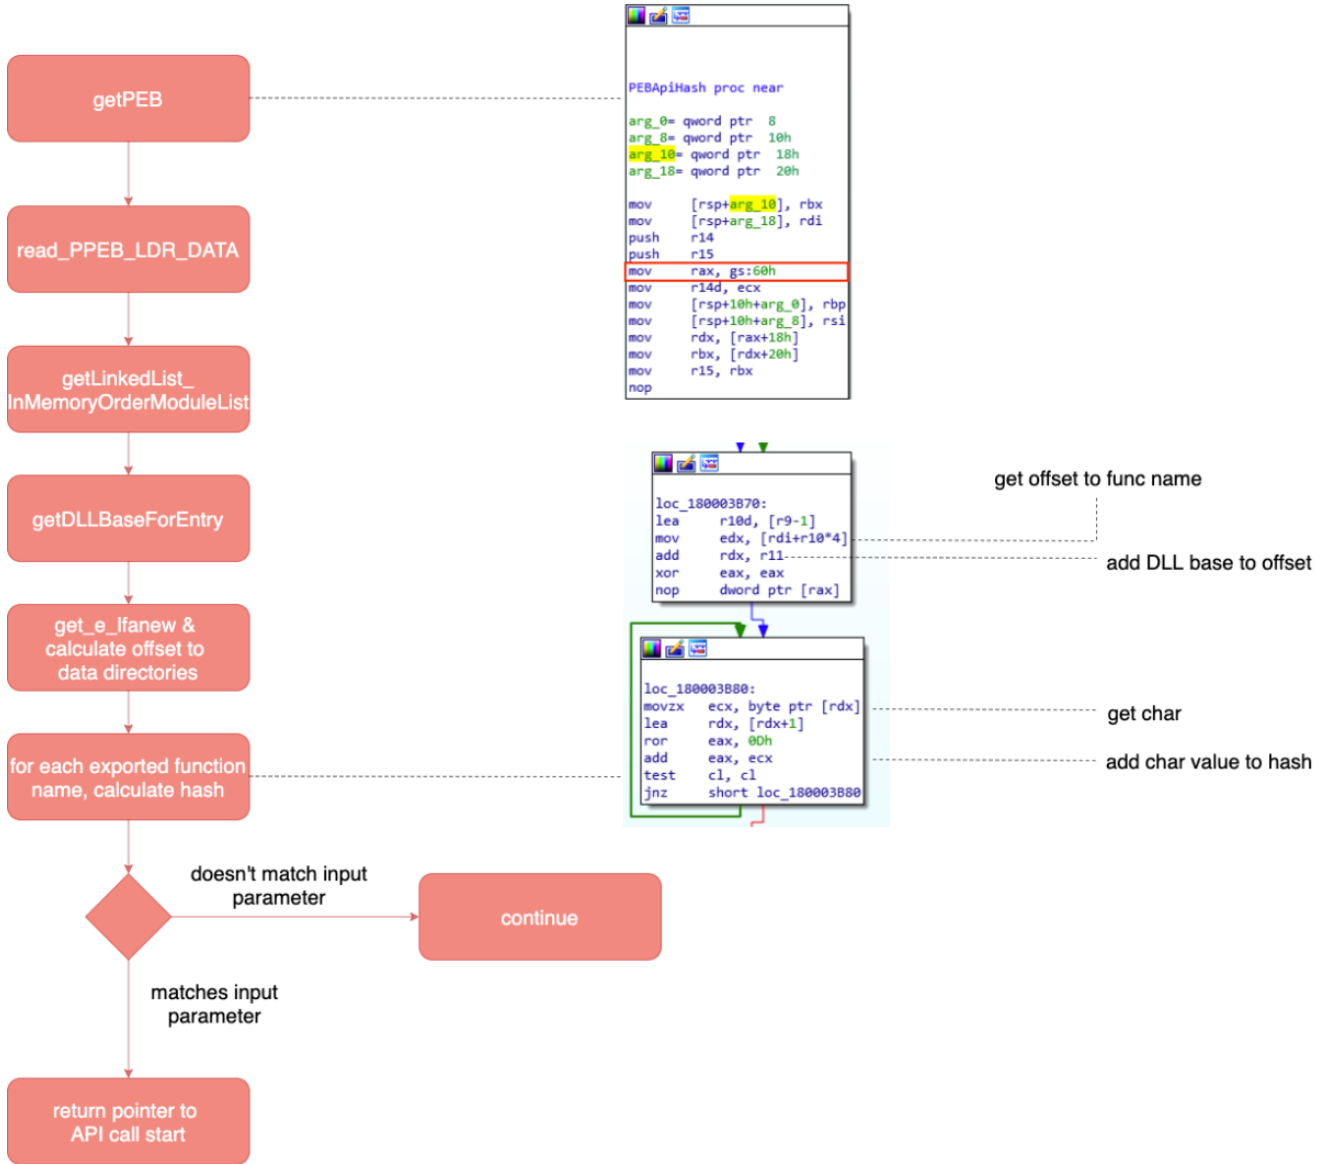 getPEB
read_PPEB_LDR_DATA
getLinkedList_
InMemoryOrderModuleList
getDLLBaseForEntry
get_e_lfanew &
calculate offset to
data directories
for each exported function
name, calculate hash
doesn't match input
parameter
continue
matches input
parameter
return pointer to
API call start
PEBApiHash proc near
arg_0= qword ptr  8
arg_8= qword ptr  10h
arg_10= qword ptr  18h
arg_18= qword ptr  20h
mov     [rsp+arg_10], rbx
mov     [rsp+arg_18], rdi
push    r14
push    r15
mov     rax, gs:60h
mov     r14d, ecx
mov     [rsp+10h+arg_0], rbp
mov     [rsp+10h+arg_8], rsi
mov     rdx, [rax+18h]
mov     rbx, [rdx+20h]
mov     r15, rbx
nop
loc_180003B70:
lea     r10d, [r9-1]
mov     edx, [rdi+r10*4]
add     rdx, r11
xor     eax, eax
nop     dword ptr [rax]
get offset to func name
add DLL base to offset
loc_180003B80:
movzx   ecx, byte ptr [rdx]
lea     rdx, [rdx+1]
ror     eax, 0Dh
add     eax, ecx
test    cl, cl
jnz     short loc_180003B80
get char
add char value to hash